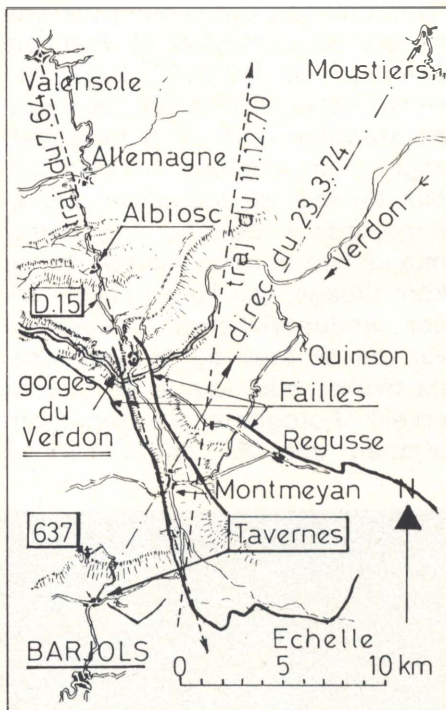 Moustiers
Valensole
traj. du 7.64
Allemagne
traj du 11.12.70
direc. du 23.3.74
Albiosc
Verdon
D.15
Quinson
gorges
du
Verdon
Failles
Regusse
Montmeyan
N
637
Tavernes
BARJOLS
Echelle
0 5 10 km